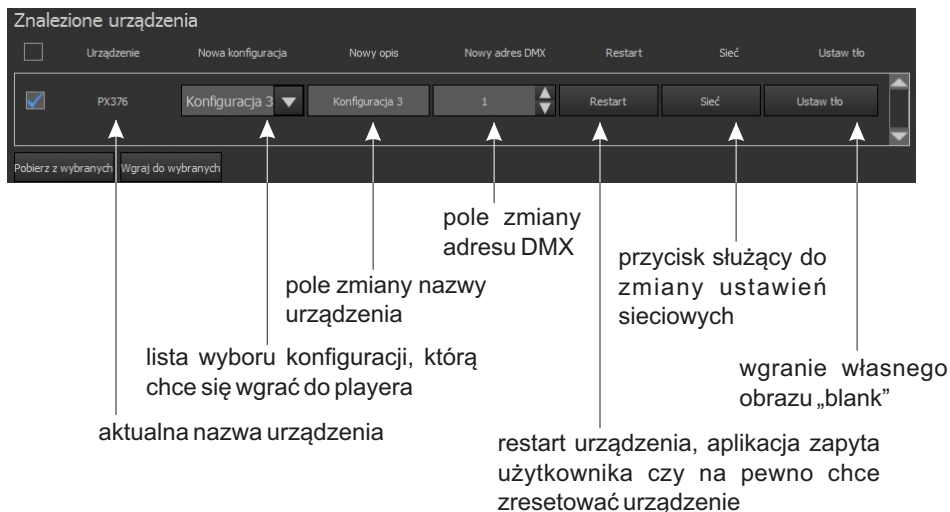 Znalezione urządzenia
Urządzenie Nowa konfiguracja Nowy opis Nowy adres DMX Restart Sieć Ustaw tło
PX376 Konfiguracja 3 Konfiguracja 3 1 Restart Sieć Ustaw tło
Pobierz z wybranych Wgraj do wybranych
pole zmiany
adresu DMX
przycisk służący do
zmiany ustawień
sieciowych
pole zmiany nazwy
urządzenia
lista wyboru konfiguracji, którą
chce się wgrać do playera
wgranie własnego
obrazu „blank”
aktualna nazwa urządzenia
restart urządzenia, aplikacja zapyta
użytkownika czy na pewno chce
zresetować urządzenie